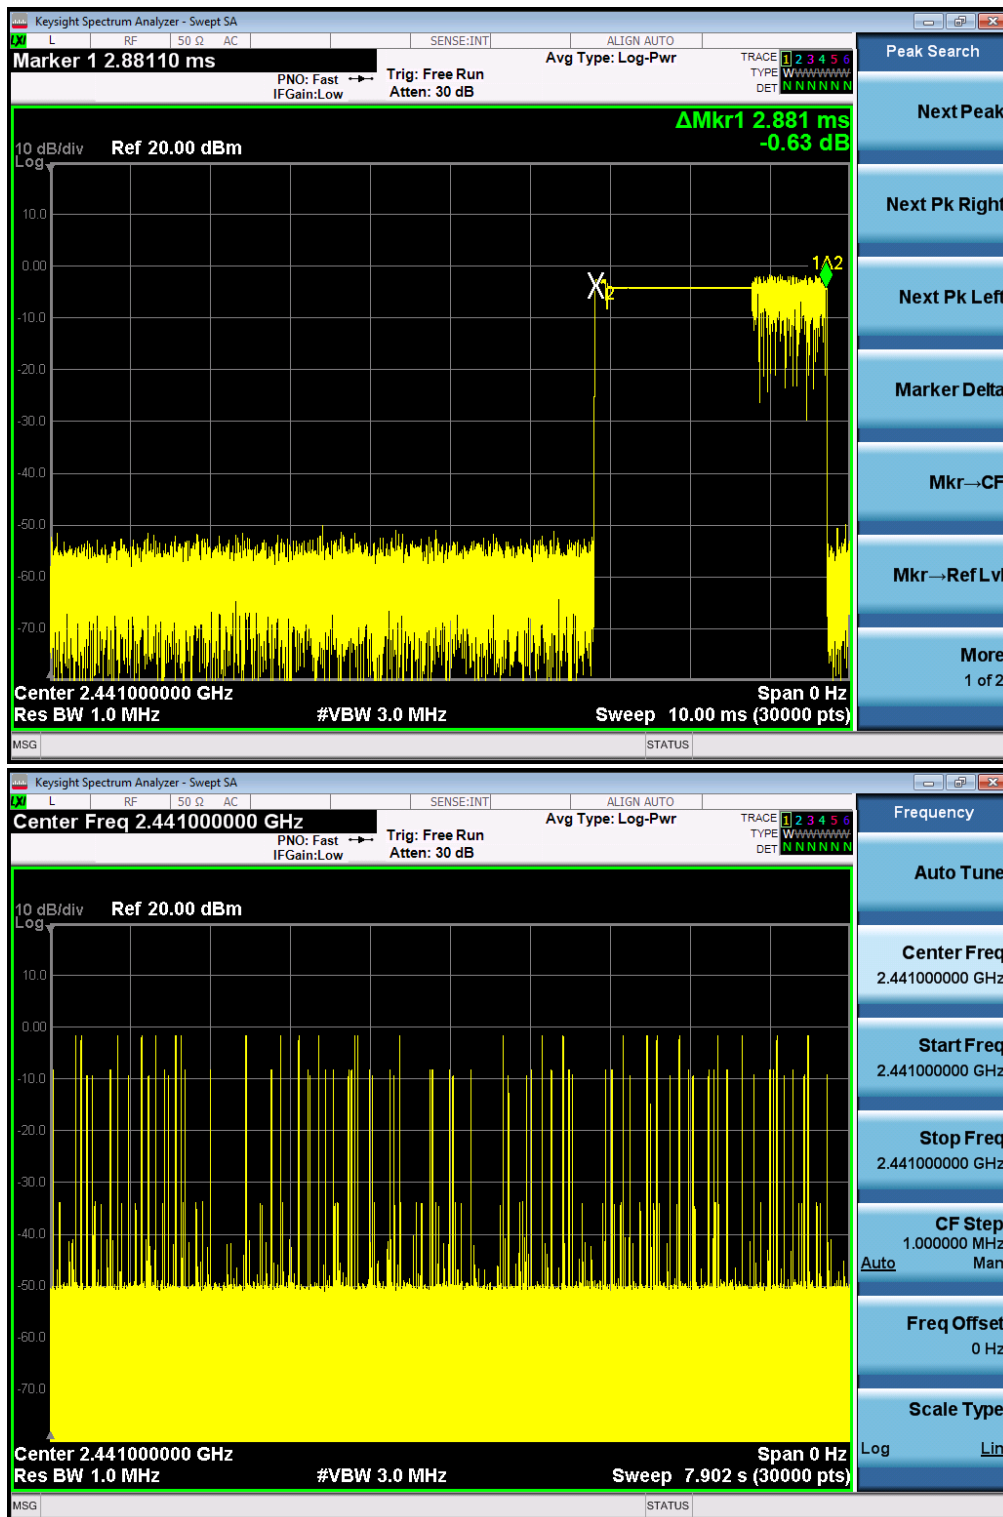 Keysight Spectrum Analyzer - Swept SA
LXI L RF 50 Ω AC SENSE:INT ALIGN AUTO
Marker 1 2.88110 ms
PNO: Fast
IFGain:Low
Trig: Free Run
Atten: 30 dB
Avg Type: Log-Pwr
TRACE 1 2 3 4 5 6
TYPE W
DET N N N N N N
ΔMkr1 2.881 ms
-0.63 dB
10 dB/div Ref 20.00 dBm
Log
10.0
0.00
-10.0
-20.0
-30.0
-40.0
-50.0
-60.0
-70.0
1Δ2
X2
Center 2.441000000 GHz Span 0 Hz
Res BW 1.0 MHz #VBW 3.0 MHz Sweep 10.00 ms (30000 pts)
MSG STATUS
Peak Search
Next Peak
Next Pk Right
Next Pk Left
Marker Delta
Mkr→CF
Mkr→Ref Lvl
More
1 of 2
Keysight Spectrum Analyzer - Swept SA
LXI L RF 50 Ω AC SENSE:INT ALIGN AUTO
Center Freq 2.441000000 GHz
PNO: Fast
IFGain:Low
Trig: Free Run
Atten: 30 dB
Avg Type: Log-Pwr
TRACE 1 2 3 4 5 6
TYPE W
DET N N N N N N
10 dB/div Ref 20.00 dBm
Log
10.0
0.00
-10.0
-20.0
-30.0
-40.0
-50.0
-60.0
-70.0
Center 2.441000000 GHz Span 0 Hz
Res BW 1.0 MHz #VBW 3.0 MHz Sweep 7.902 s (30000 pts)
MSG STATUS
Frequency
Auto Tune
Center Freq
2.441000000 GHz
Start Freq
2.441000000 GHz
Stop Freq
2.441000000 GHz
CF Step
1.000000 MHz
Auto Man
Freq Offset
0 Hz
Scale Type
Log Lin